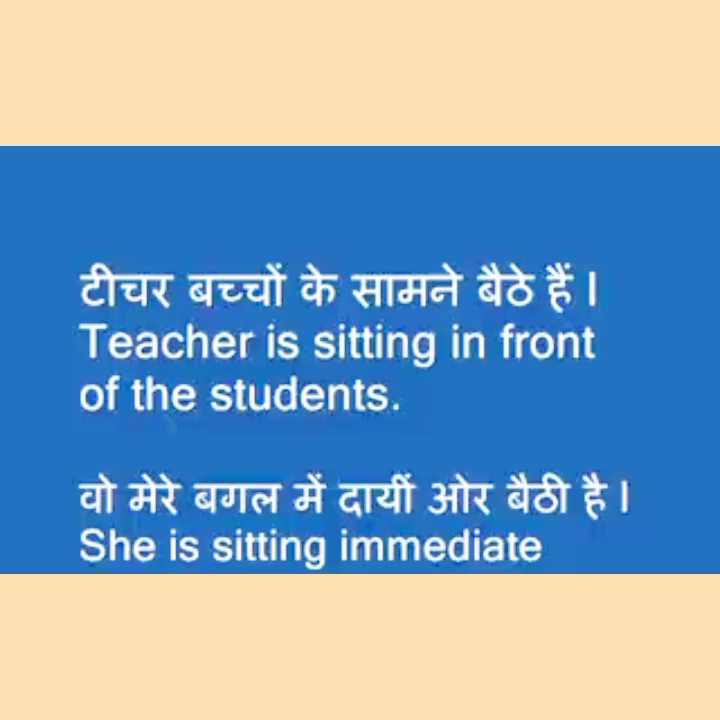 टीचर बच्चों के सामने बैठे हैं ।
Teacher is sitting in front
of the students.
वो मेरे बगल में दायीं ओर बैठी है ।
She is sitting immediate